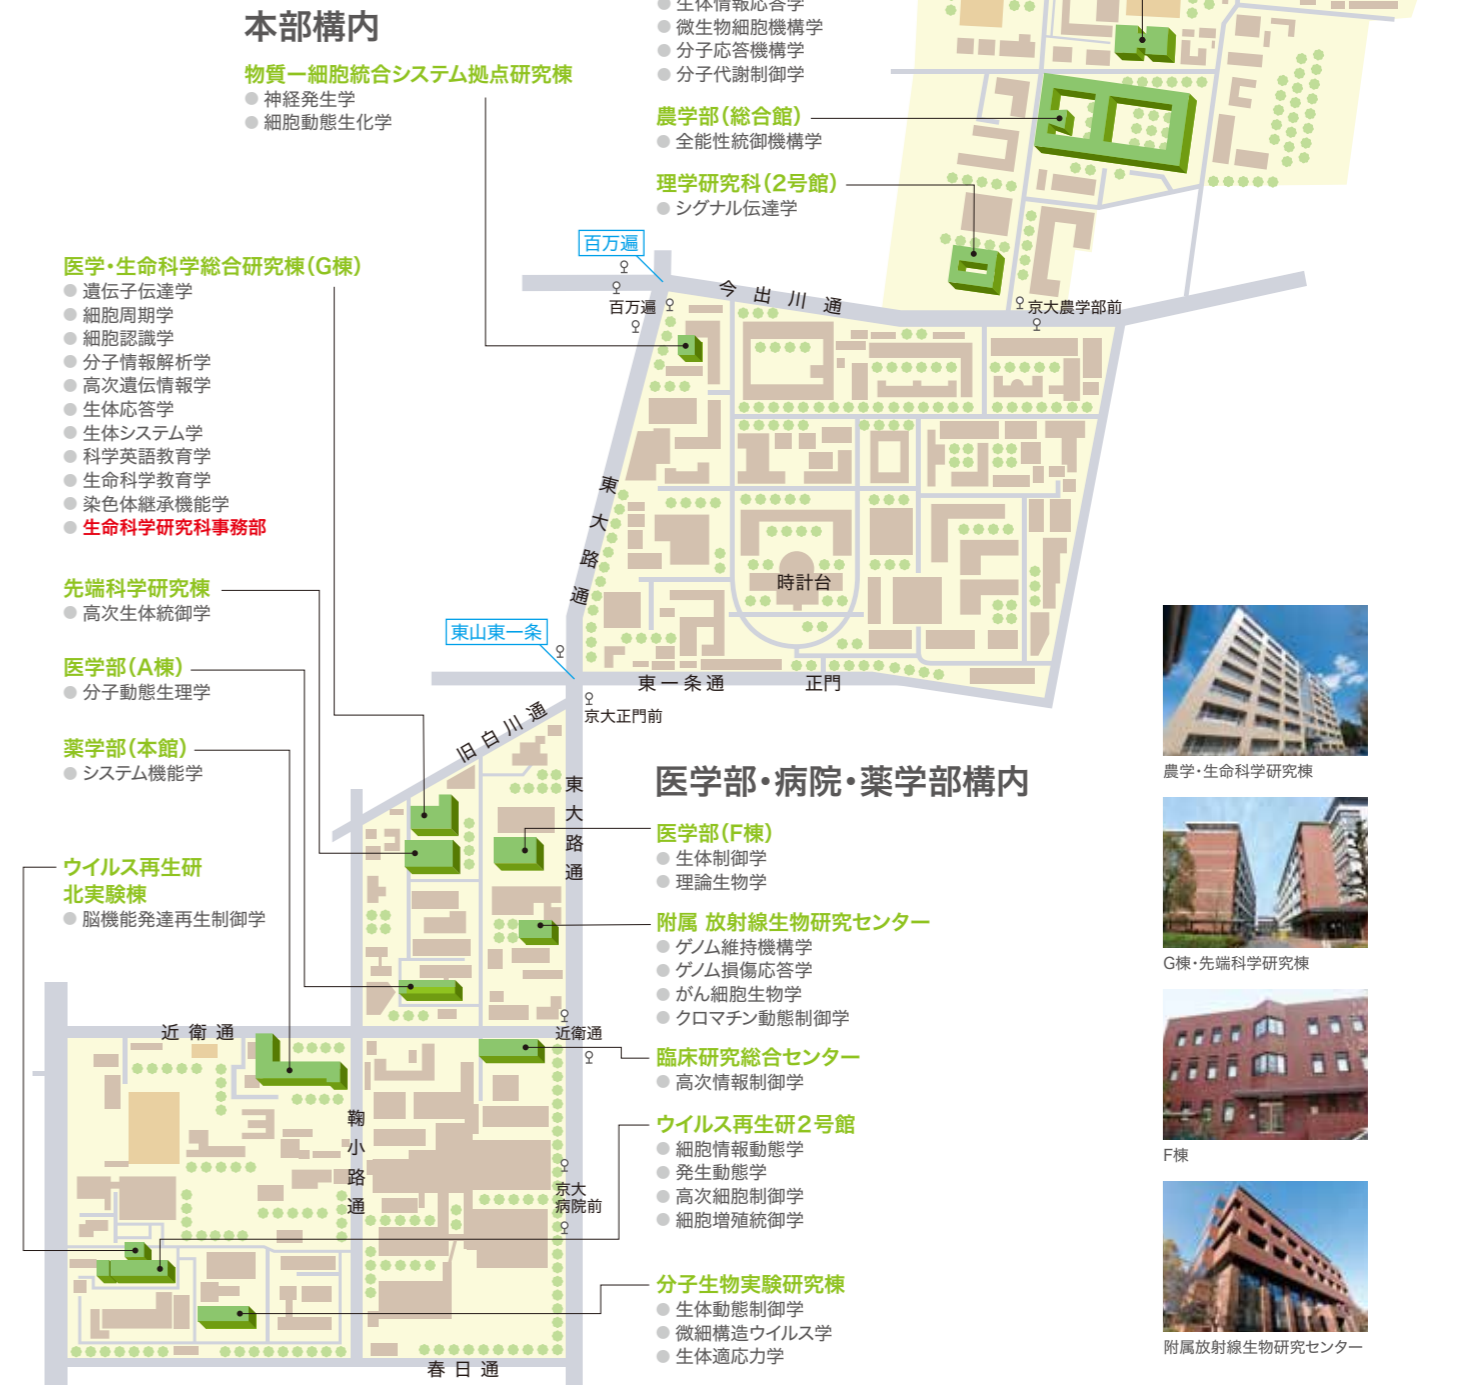 本部構内
物質ー細胞統合システム拠点研究棟
● 神経発生学
● 細胞動態生化学
● 生体情報応答学
● 微生物細胞機構学
● 分子応答機構学
● 分子代謝制御学
農学部（総合館）
● 全能性統御機構学
理学研究科（2号館）
● シグナル伝達学
百万遍
百万遍
今出川通
京大農学部前
医学・生命科学総合研究棟（G棟）
● 遺伝子伝達学
● 細胞周期学
● 細胞認識学
● 分子情報解析学
● 高次遺伝情報学
● 生体応答学
● 生体システム学
● 科学英語教育学
● 生命科学教育学
● 染色体継承機能学
● 生命科学研究科事務部
東大路通
時計台
先端科学研究棟
● 高次生体統御学
東山東一条
医学部（A棟）
● 分子動態生理学
東一条通
正門
京大正門前
旧白川通
薬学部（本館）
● システム機能学
東大路通
医学部・病院・薬学部構内
医学部（F棟）
● 生体制御学
● 理論生物学
ウイルス再生研
北実験棟
● 脳機能発達再生制御学
附属 放射線生物研究センター
● ゲノム維持機構学
● ゲノム損傷応答学
● がん細胞生物学
● クロマチン動態制御学
近衛通
近衛通
臨床研究総合センター
● 高次情報制御学
鞠小路通
ウイルス再生研2号館
● 細胞情報動態学
● 発生動態学
● 高次細胞制御学
● 細胞増殖統御学
京大
病院前
分子生物実験研究棟
● 生体動態制御学
● 微細構造ウイルス学
● 生体適応力学
春日通
農学・生命科学研究棟
G棟・先端科学研究棟
F棟
附属放射線生物研究センター